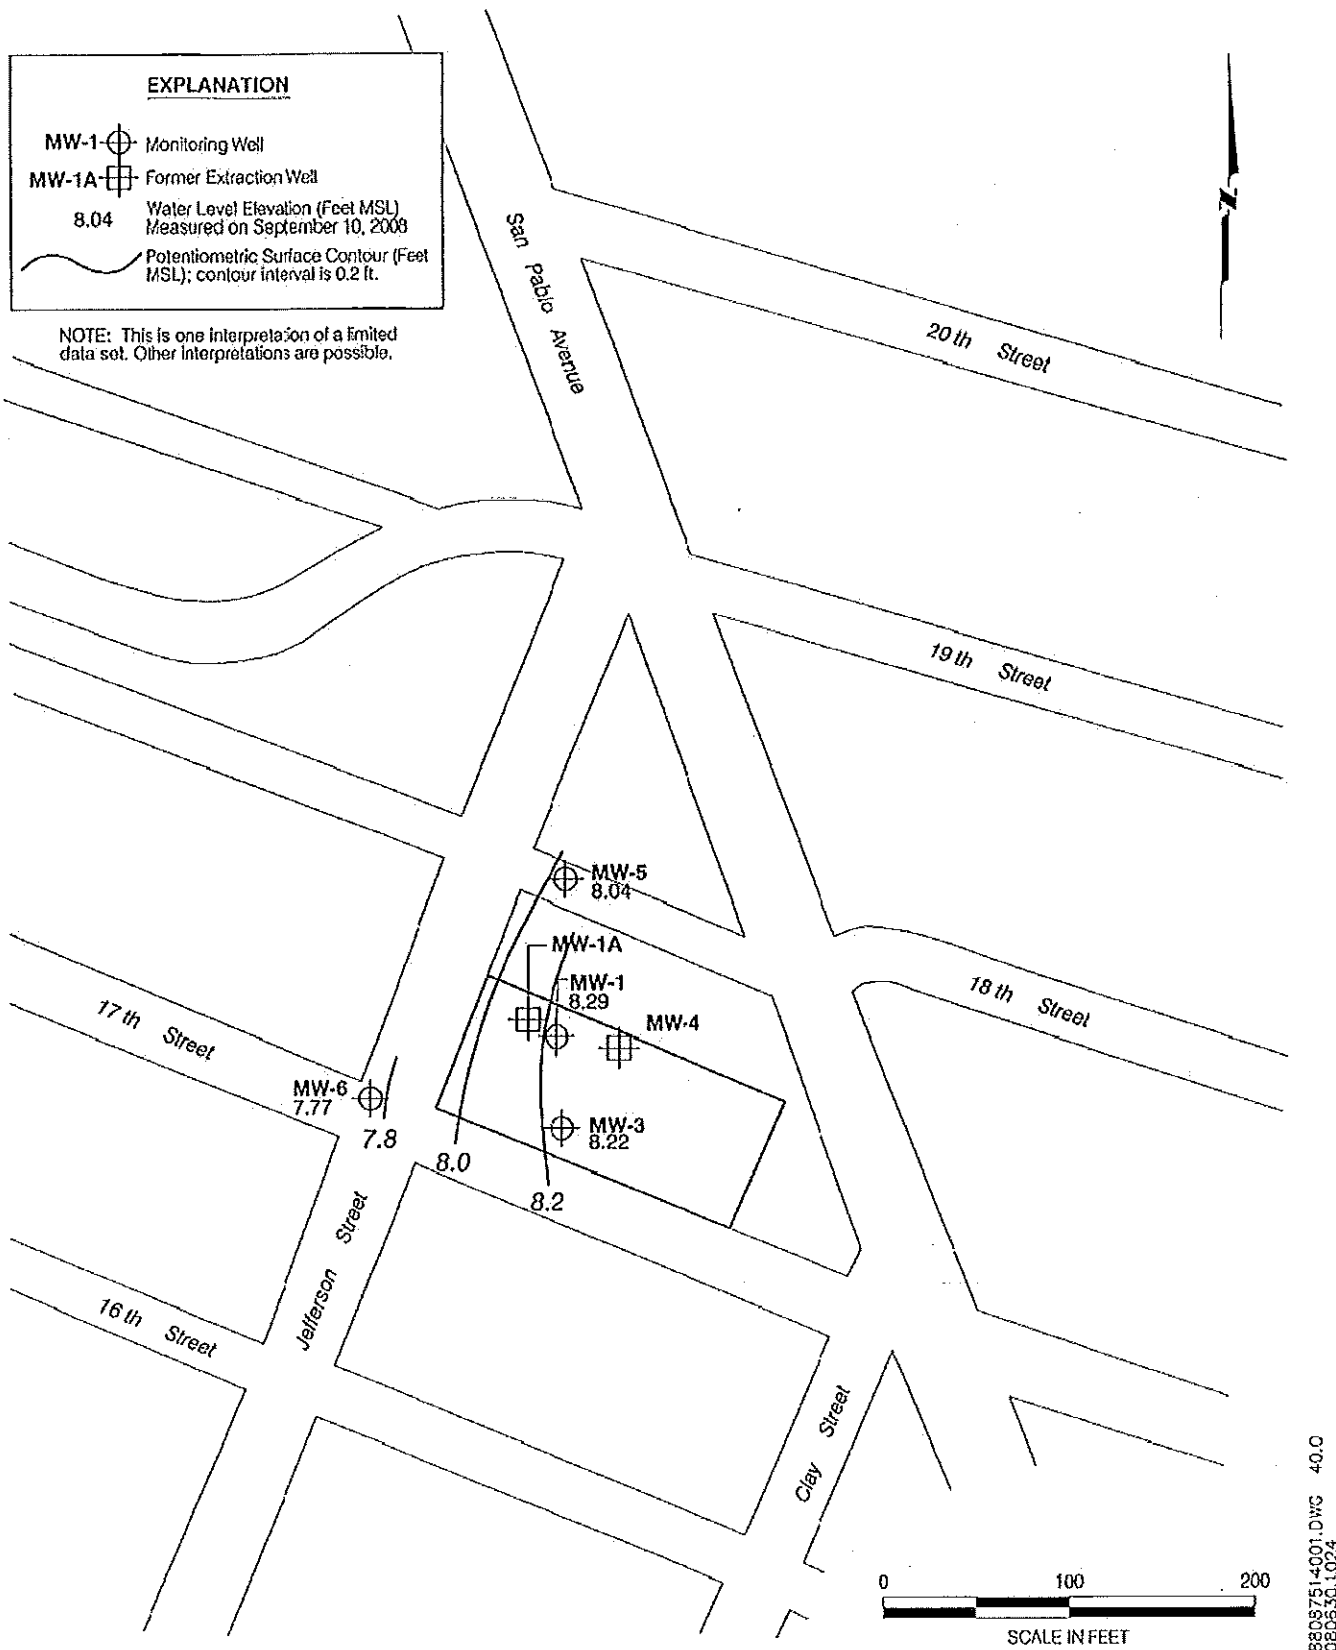 EXPLANATION
MW-1 Monitoring Well
MW-1A Former Extraction Well
8.04 Water Level Elevation (Feet MSL)
Measured on September 10, 2008
Potentiometric Surface Contour (Feet
MSL); contour interval is 0.2 ft.
NOTE: This is one interpretation of a limited
data set. Other interpretations are possible.
N
San Pablo Avenue
20th Street
19th Street
MW-5
8.04
MW-1A
MW-1
8.29
MW-4
18th Street
17th Street
MW-6
7.77
7.8
MW-3
8.22
8.0
8.2
Jefferson Street
16th Street
Clay Street
0 100 200
SCALE IN FEET